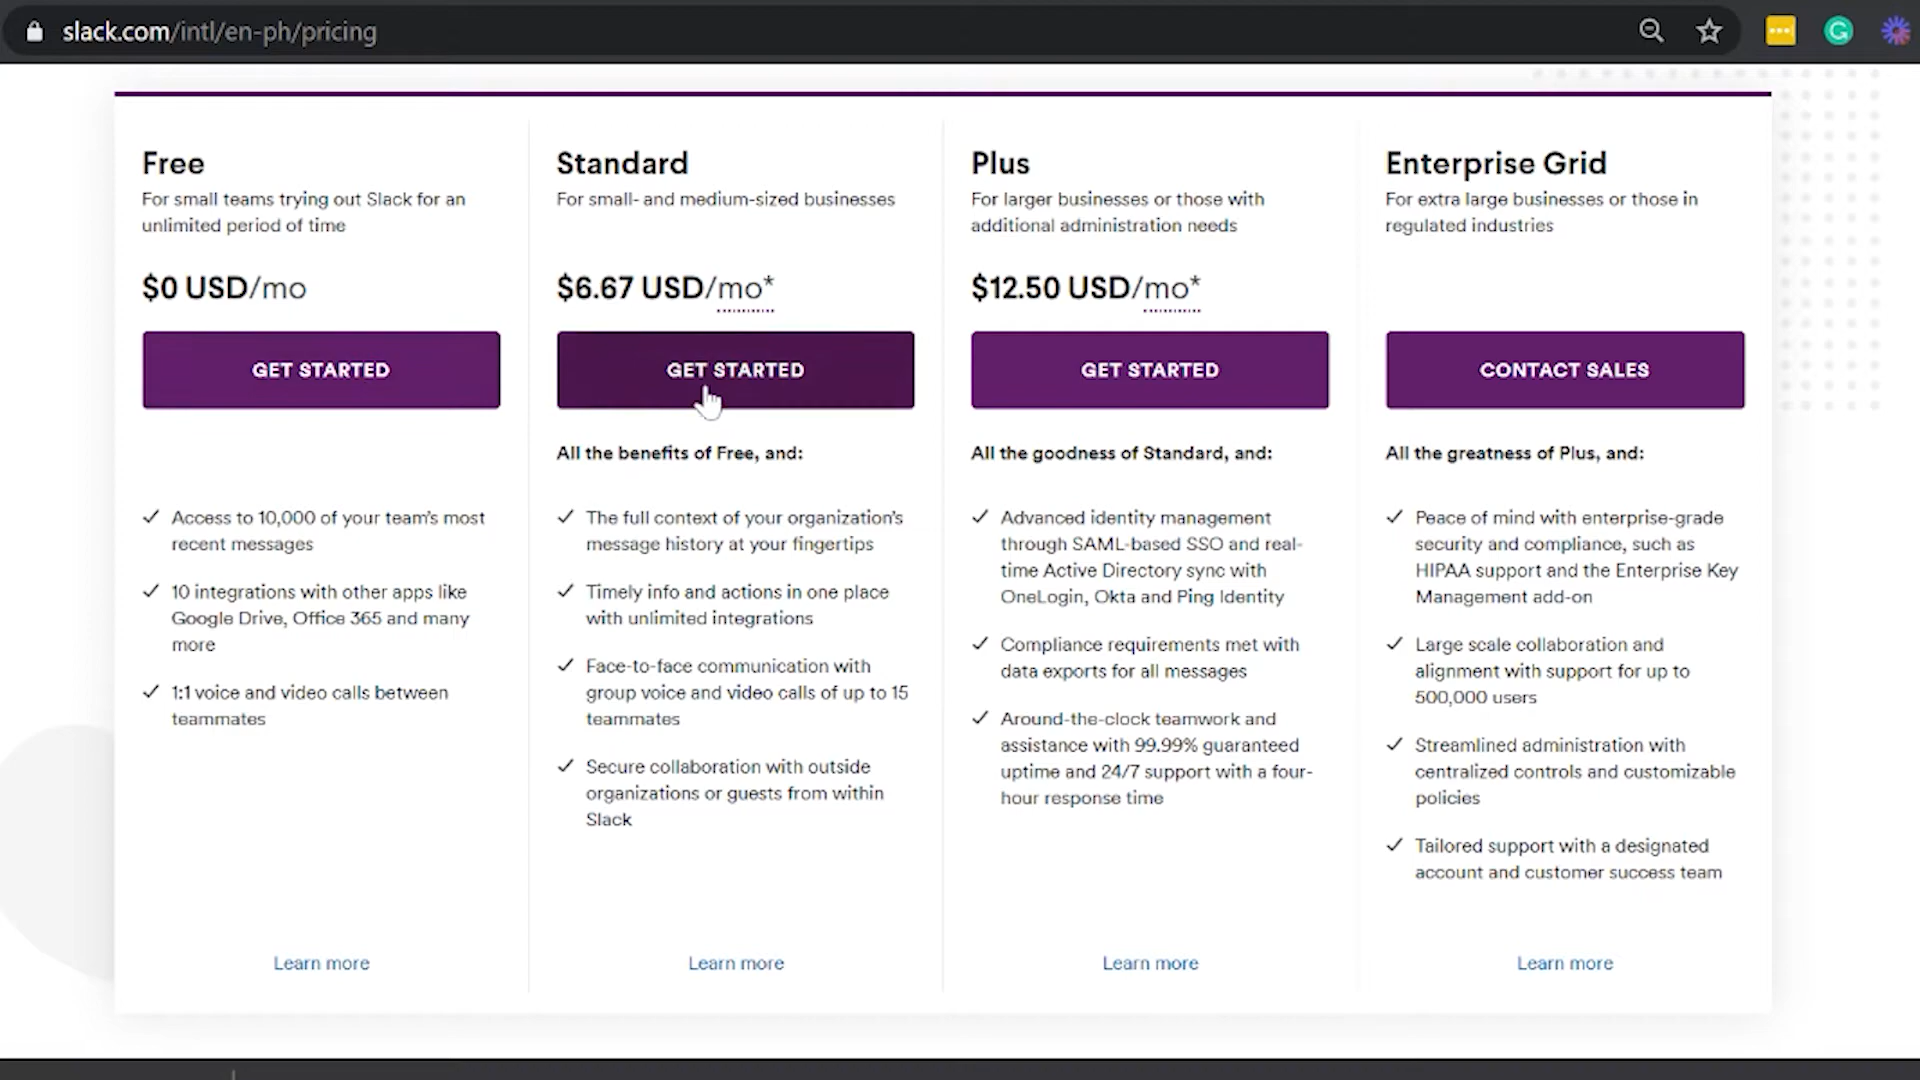 slack.com/intl/en-ph/pricing
Free
For small teams trying out Slack for an
unlimited period of time
$0 USD/mo
GET STARTED
Access to 10,000 of your team's most
recent messages
10 integrations with other apps like
Google Drive, Office 365 and many
more
1:1 voice and video calls between
teammates
Learn more
Standard
For small- and medium-sized businesses
$6.67 USD/mo*
GET STARTED
All the benefits of Free, and:
The full context of your organization's
message history at your fingertips
Timely info and actions in one place
with unlimited integrations
Face-to-face communication with
group voice and video calls of up to 15
teammates
Secure collaboration with outside
organizations or guests from within
Slack
Learn more
Plus
For larger businesses or those with
additional administration needs
$12.50 USD/mo*
GET STARTED
All the goodness of Standard, and:
Advanced identity management
through SAML-based SSO and real-
time Active Directory sync with
OneLogin, Okta and Ping Identity
Compliance requirements met with
data exports for all messages
Around-the-clock teamwork and
assistance with 99.99% guaranteed
uptime and 24/7 support with a four-
hour response time
Learn more
Enterprise Grid
For extra large businesses or those in
regulated industries
CONTACT SALES
All the greatness of Plus, and:
Peace of mind with enterprise-grade
security and compliance, such as
HIPAA support and the Enterprise Key
Management add-on
Large scale collaboration and
alignment with support for up to
500,000 users
Streamlined administration with
centralized controls and customizable
policies
Tailored support with a designated
account and customer success team
Learn more